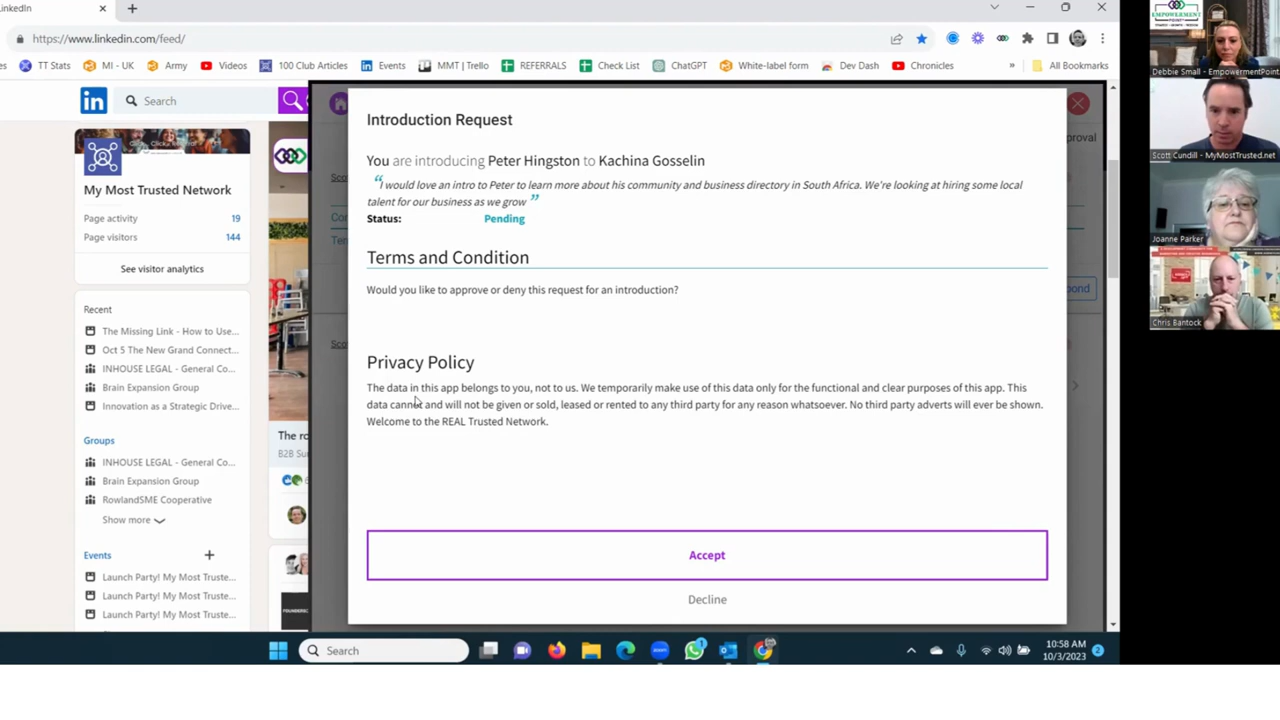 LinkedIn
https://www.linkedin.com/feed/
es TT Stats MI - UK Army Videos 100 Club Articles Events MMT | Trello REFERRALS Check List ChatGPT White-label form Dev Dash Chronicles » All Bookmarks
Search
My Most Trusted Network
Page activity 19
Page visitors 144
See visitor analytics
Recent
The Missing Link - How to Use...
Oct 5 The New Grand Connect...
INHOUSE LEGAL - General Co...
Brain Expansion Group
Innovation as a Strategic Drive...
Groups
INHOUSE LEGAL - General Co...
Brain Expansion Group
RowlandSME Cooperative
Show more
Events
Launch Party! My Most Truste...
Launch Party! My Most Truste...
Launch Party! My Most Truste...
The ro
B2B Su
Introduction Request
You are introducing Peter Hingston to Kachina Gosselin
“I would love an intro to Peter to learn more about his community and business directory in South Africa. We're looking at hiring some local
talent for our business as we grow ”
Status: Pending
Terms and Condition
Would you like to approve or deny this request for an introduction?
Privacy Policy
The data in this app belongs to you, not to us. We temporarily make use of this data only for the functional and clear purposes of this app. This
data cannot and will not be given or sold, leased or rented to any third party for any reason whatsoever. No third party adverts will ever be shown.
Welcome to the REAL Trusted Network.
Accept
Decline
proval
pond
EMPOWERMENT
Debbie Small - EmpowermentPoint
Scott Cundill - MyMostTrusted.net
Joanne Parker
Chris Bantock
Search
10:58 AM
10/3/2023
2